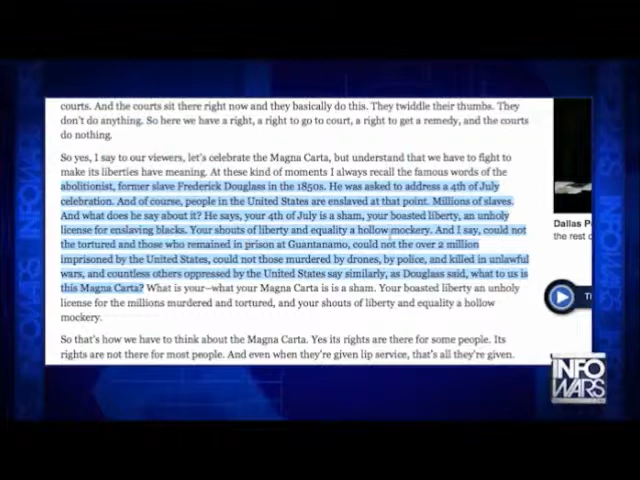 courts. And the courts sit there right now and they basically do this. They twiddle their thumbs. They
don't do anything. So here we have a right, a right to go to court, a right to get a remedy, and the courts
do nothing.
So yes, I say to our viewers, let's celebrate the Magna Carta, but understand that we have to fight to
make its liberties have meaning. At these kind of moments I always recall the famous words of the
abolitionist, former slave Frederick Douglass in the 1850s. He was asked to address a 4th of July
celebration. And of course, people in the United States are enslaved at that point. Millions of slaves.
And what does he say about it? He says, your 4th of July is a sham, your boasted liberty, an unholy
license for enslaving blacks. Your shouts of liberty and equality a hollow mockery. And I say, could not
the tortured and those who remained in prison at Guantanamo, could not the over 2 million
imprisoned by the United States, could not those murdered by drones, by police, and killed in unlawful
wars, and countless others oppressed by the United States say similarly, as Douglass said, what to us is
this Magna Carta? What is your–what your Magna Carta is is a sham. Your boasted liberty an unholy
license for the millions murdered and tortured, and your shouts of liberty and equality a hollow
mockery.
So that's how we have to think about the Magna Carta. Yes its rights are there for some people. Its
rights are not there for most people. And even when they're given lip service, that's all they're given.
Dallas P
the rest o
INFO
WARS
INFOWARS